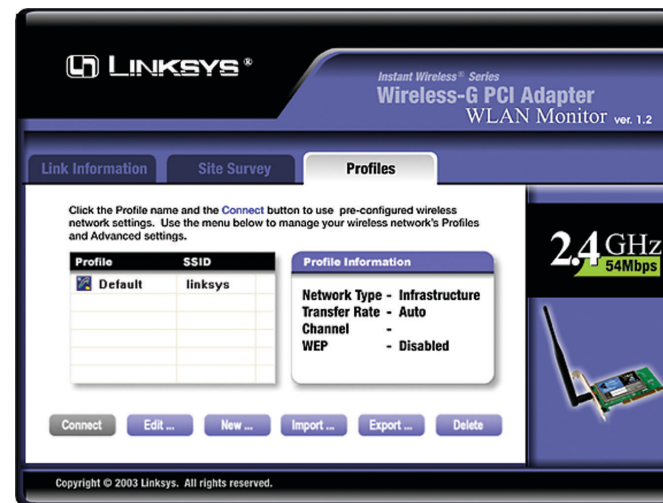 LINKSYS®
Instant Wireless® Series
Wireless-G PCI Adapter
WLAN Monitor ver. 1.2
Link Information Site Survey Profiles
Click the Profile name and the Connect button to use pre-configured wireless
network settings. Use the menu below to manage your wireless network's Profiles
and Advanced settings.
Profile SSID
Default linksys
Profile Information
Network Type - Infrastructure
Transfer Rate - Auto
Channel -
WEP - Disabled
2.4 GHz
54Mbps
Connect Edit ... New ... Import ... Export ... Delete
Copyright © 2003 Linksys. All rights reserved.